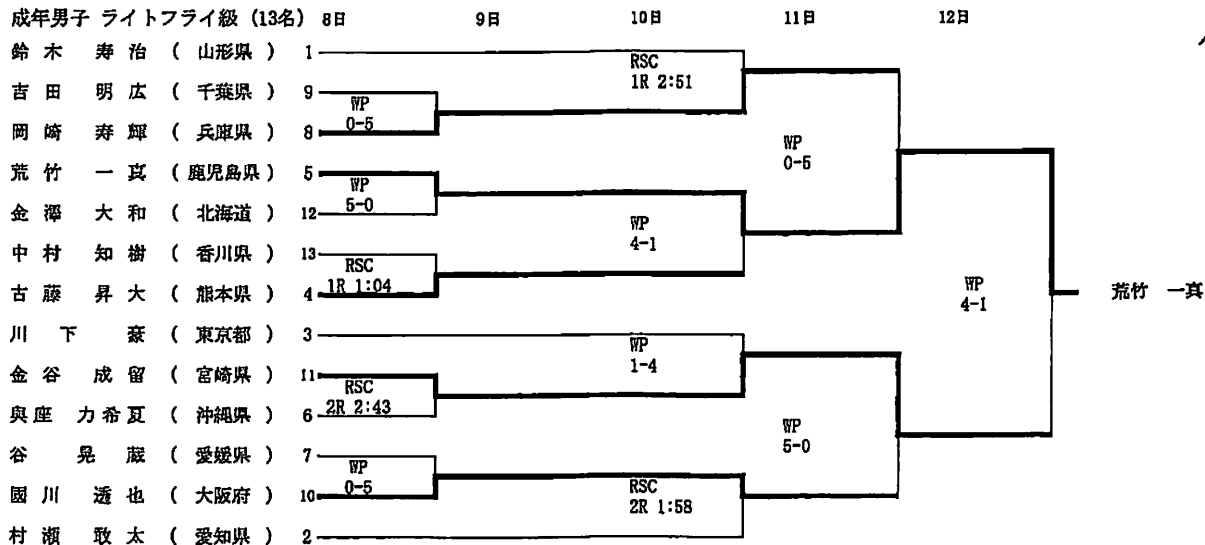 成年男子 ライトフライ級 (13名) 8日 9日 10日 11日 12日
鈴木 寿治 ( 山形県 ) 1
RSC
1R 2:51
吉田 明広 ( 千葉県 ) 9
WP
0-5
岡崎 寿輝 ( 兵庫県 ) 8
WP
0-5
荒竹 一真 ( 鹿児島県 ) 5
WP
5-0
金澤 大和 ( 北海道 ) 12
WP
4-1
中村 知樹 ( 香川県 ) 13
RSC
1R 1:04
古藤 昇大 ( 熊本県 ) 4
WP
4-1
荒竹 一真
川下 豪 ( 東京都 ) 3
WP
1-4
金谷 成留 ( 宮崎県 ) 11
RSC
2R 2:43
與座 力希夏 ( 沖縄県 ) 6
WP
5-0
谷 晃蔵 ( 愛媛県 ) 7
WP
0-5
國川 透也 ( 大阪府 ) 10
RSC
2R 1:58
村瀬 敢太 ( 愛知県 ) 2